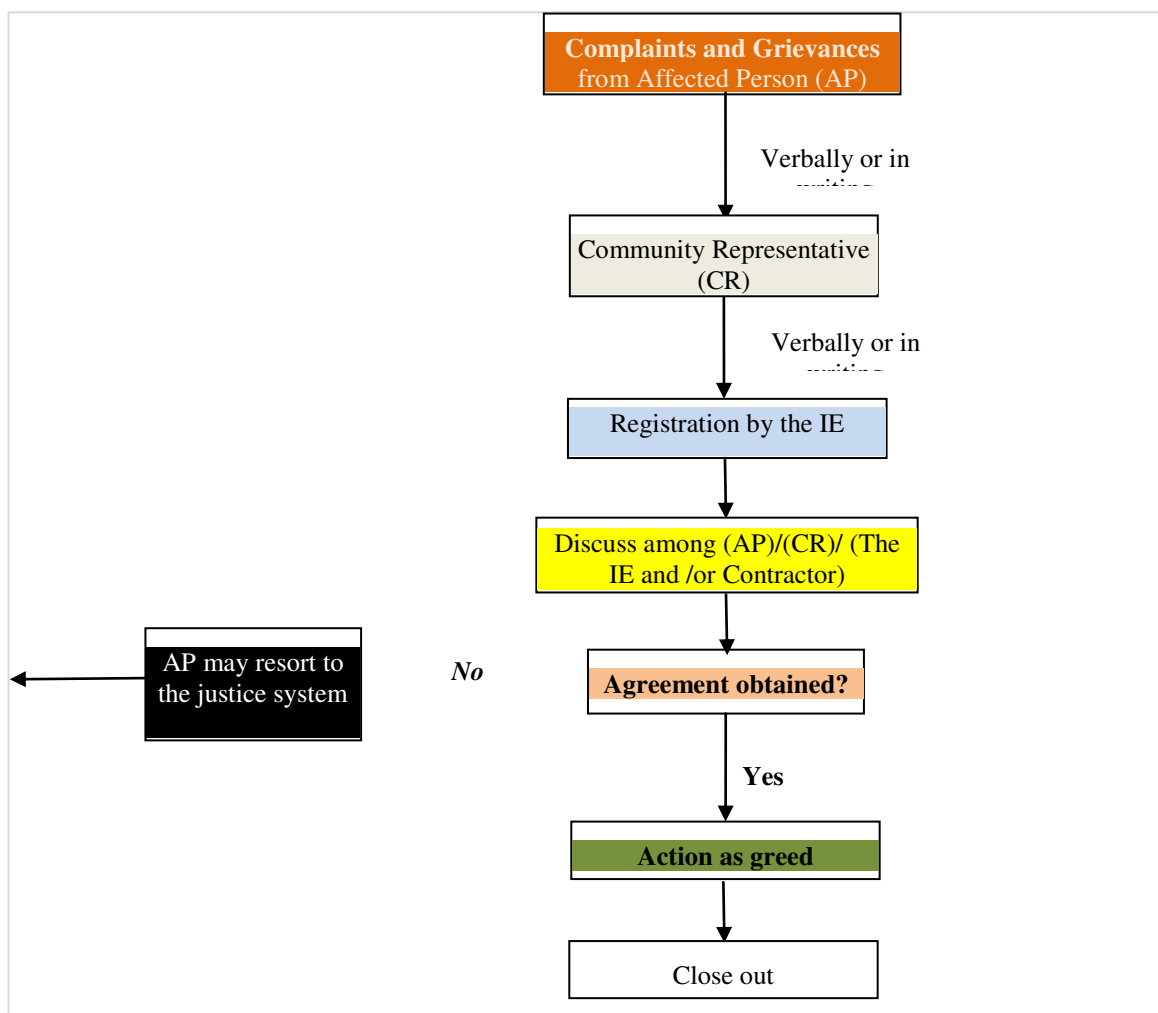 Complaints and Grievances
from Affected Person (AP)
Verbally or in
Community Representative
(CR)
Verbally or in
Registration by the IE
Discuss among (AP)/(CR)/ (The
IE and /or Contractor)
AP may resort to
the justice system
No
Agreement obtained?
Yes
Action as greed
Close out